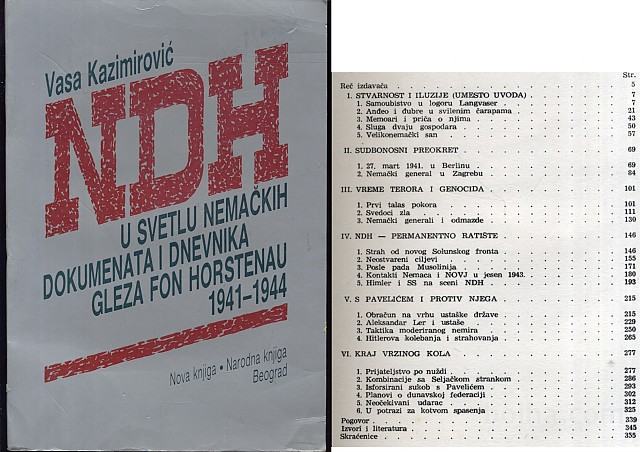 Vasa Kazimirović
NDH
U SVETLU NEMAČKIH
DOKUMENATA I DNEVNIKA
GLEZA FON HORSTENAU
1941–1944
Nova knjiga • Narodna knjiga
Beograd
Str.
Reč izdavača . . . 5
I. STVARNOST I ILUZIJE (UMESTO UVODA) . . . 7
1. Samoubistvo u logoru Langvaser . . . 7
2. Anđeo i đubre u svilenim čarapama . . . 21
3. Memoari i priča o njima . . . 43
4. Sluga dvaju gospodara . . . 50
5. Velikonemački san . . . 57
II. SUDBONOSNI PREOKRET . . . 69
1. 27. mart 1941. u Berlinu . . . 69
2. Nemački general u Zagrebu . . . 84
III. VREME TERORA I GENOCIDA . . . 101
1. Prvi talas pokora . . . 101
2. Svedoci zla . . . 111
3. Nemački generali i odmazde . . . 130
IV. NDH — PERMANENTNO RATIŠTE . . . 146
1. Strah od novog Solunskog fronta . . . 146
2. Neostvareni ciljevi . . . 155
3. Posle pada Musolinija . . . 171
4. Kontakti Nemaca i NOVJ u jesen 1943. . . . 180
5. Himler i SS na sceni NDH . . . 193
V. S PAVELIĆEM I PROTIV NJEGA . . . 215
1. Obračun na vrhu ustaške države . . . 215
2. Aleksandar Ler i ustaše . . . 229
3. Taktika moderiranog nemira . . . 250
4. Hitlerova kolebanja i strahovanja . . . 265
VI. KRAJ VRZINOG KOLA . . . 277
1. Prijateljstvo po nuždi . . . 277
2. Kombinacije sa Seljačkom strankom . . . 286
3. Isforsirani sukob s Pavelićem . . . 293
4. Planovi o dunavskoj federaciji . . . 302
5. Neočekivani udarac . . . 312
6. U potrazi za kotvom spasenja . . . 325
Pogovor . . . 339
Izvori i literatura . . . 345
Skraćenice . . . 355